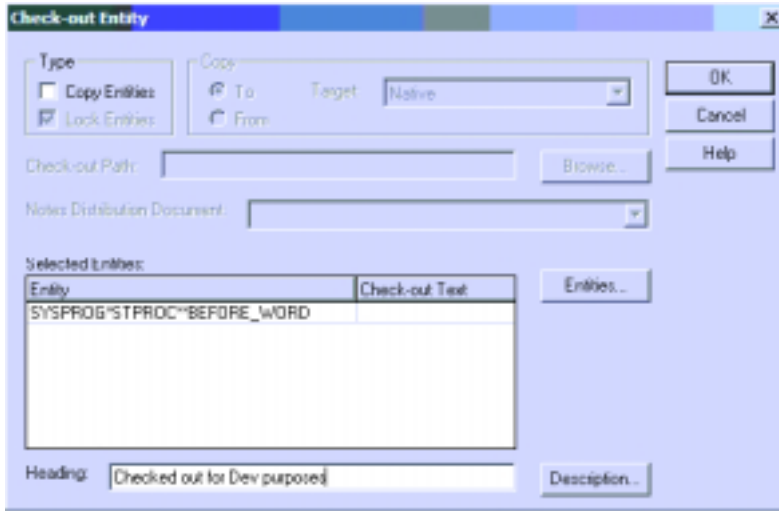 Check-out Entity
Type
Copy Entities
Lock Entities
Copy
To
From
Target
Native
OK
Cancel
Help
Check-out Path:
Browse...
Notes Distribution Document:
Selected Entities:
Entity Check-out Text
SYSPROG*STPROC**BEFORE_WORD
Entities...
Heading: Checked out for Dev purposes
Description...